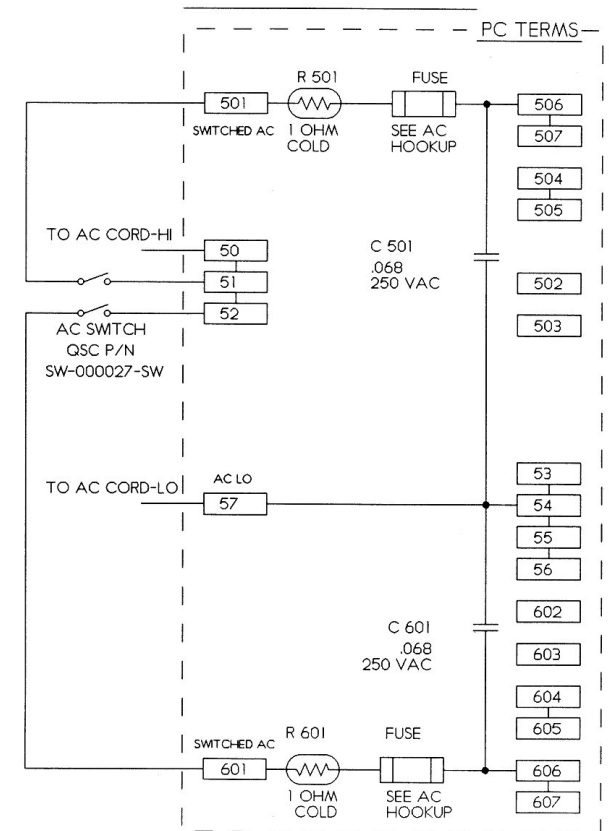 PC TERMS
R 501
FUSE
501
506
SWITCHED AC
1 OHM
COLD
SEE AC
HOOKUP
507
504
505
TO AC CORD-HI
50
C 501
.068
250 VAC
51
502
52
503
AC SWITCH
QSC P/N
SW-000027-SW
53
AC LO
TO AC CORD-LO
57
54
55
56
602
C 601
.068
250 VAC
603
604
605
R 601
FUSE
SWITCHED AC
601
606
1 OHM
COLD
SEE AC
HOOKUP
607